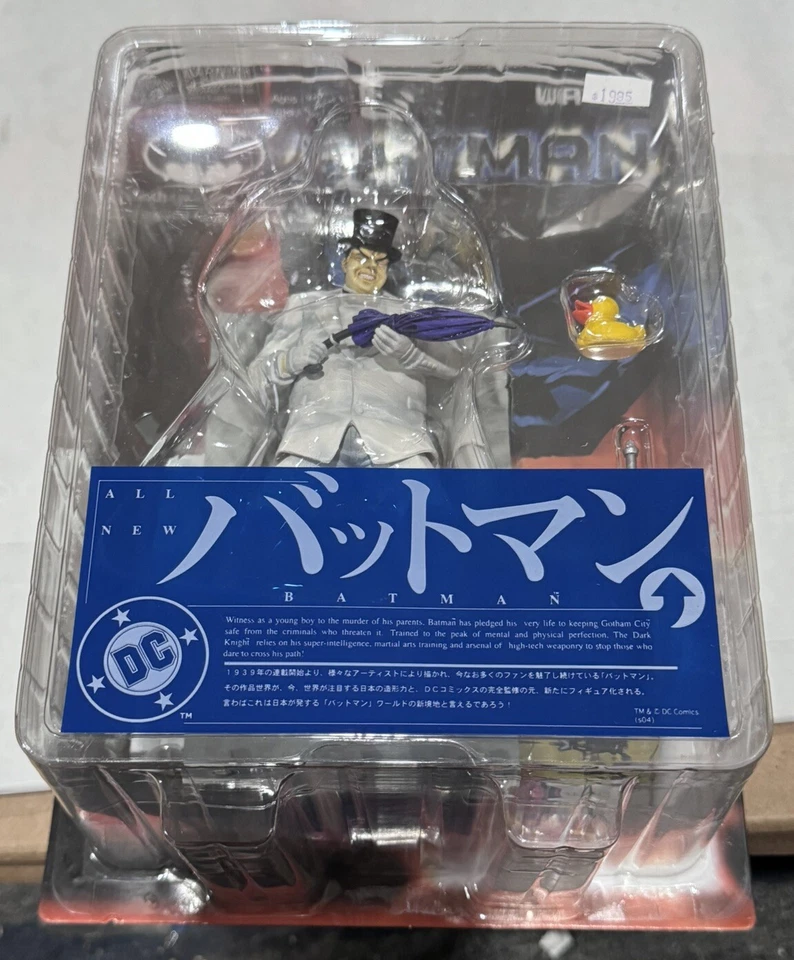 $1995
BATMAN
ALL
NEW
バットマン
BATMAÑ
Witness as a young boy to the murder of his parents, Batman has pledged his very life to keeping Gotham City
safe from the criminals who threaten it. Trained to the peak of mental and physical perfection, The Dark
Knight relies on his super-intelligence, martial arts training and arsenal of high-tech weaponry to stop those who
dare to cross his path!
1939年の連載開始より、様々なアーティストにより描かれ、今なお多くのファンを魅了し続けている「バットマン」。
その作品世界が、今、世界が注目する日本の造形力と、DCコミックスの完全監修の元、新たにフィギュア化される。
言わばこれは日本が発する「バットマン」ワールドの新境地と言えるであろう!
DC
TM
TM & © DC Comics
(s04)